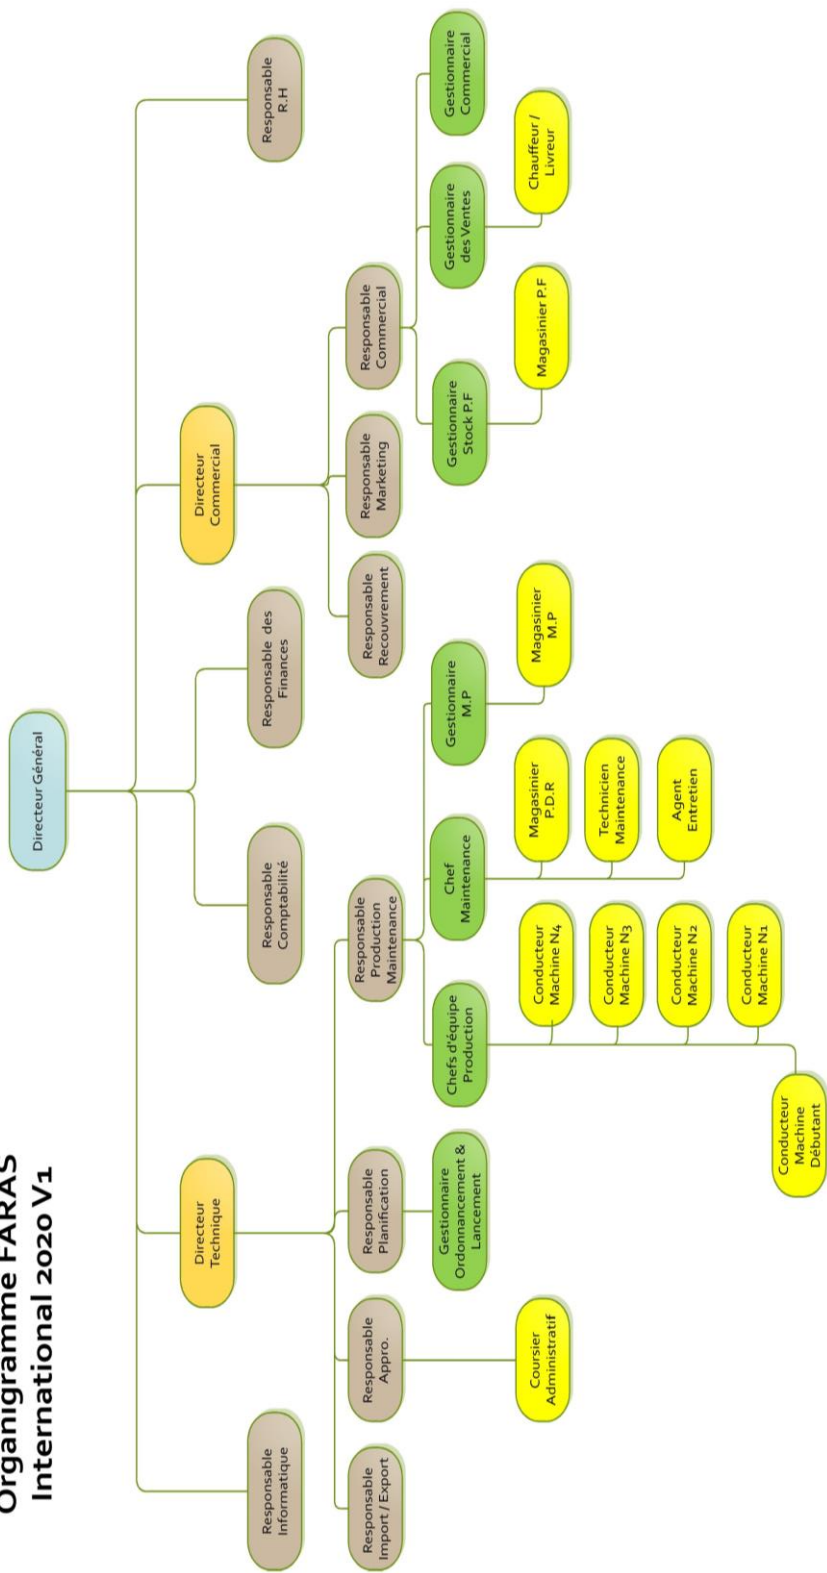 Organigramme FARAS
International 2020 V1
Directeur Général
Directeur
Technique
Directeur
Commercial
Responsable
Informatique
Responsable
Comptabilité
Responsable des
Finances
Responsable
R.H
Responsable
Import / Export
Responsable
Appro.
Responsable
Planification
Responsable
Production
Maintenance
Responsable
Recouvrement
Responsable
Marketing
Responsable
Commercial
Gestionnaire
Ordonnancement &
Lancement
Chefs d'équipe
Production
Chef
Maintenance
Gestionnaire
M.P
Gestionnaire
Stock P.F
Gestionnaire
des Ventes
Gestionnaire
Commercial
Coursier
Administratif
Conducteur
Machine N4
Magasinier
P.D.R
Magasinier
M.P
Magasinier P.F
Chauffeur /
Livreur
Conducteur
Machine N3
Technicien
Maintenance
Conducteur
Machine N2
Agent
Entretien
Conducteur
Machine N1
Conducteur
Machine
Débutant